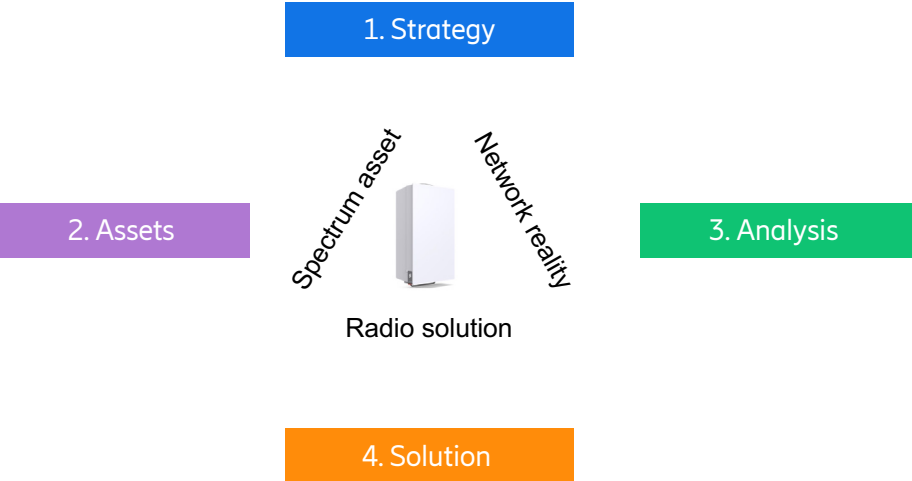 1. Strategy
Spectrum asset
Network reality
2. Assets
3. Analysis
Radio solution
4. Solution